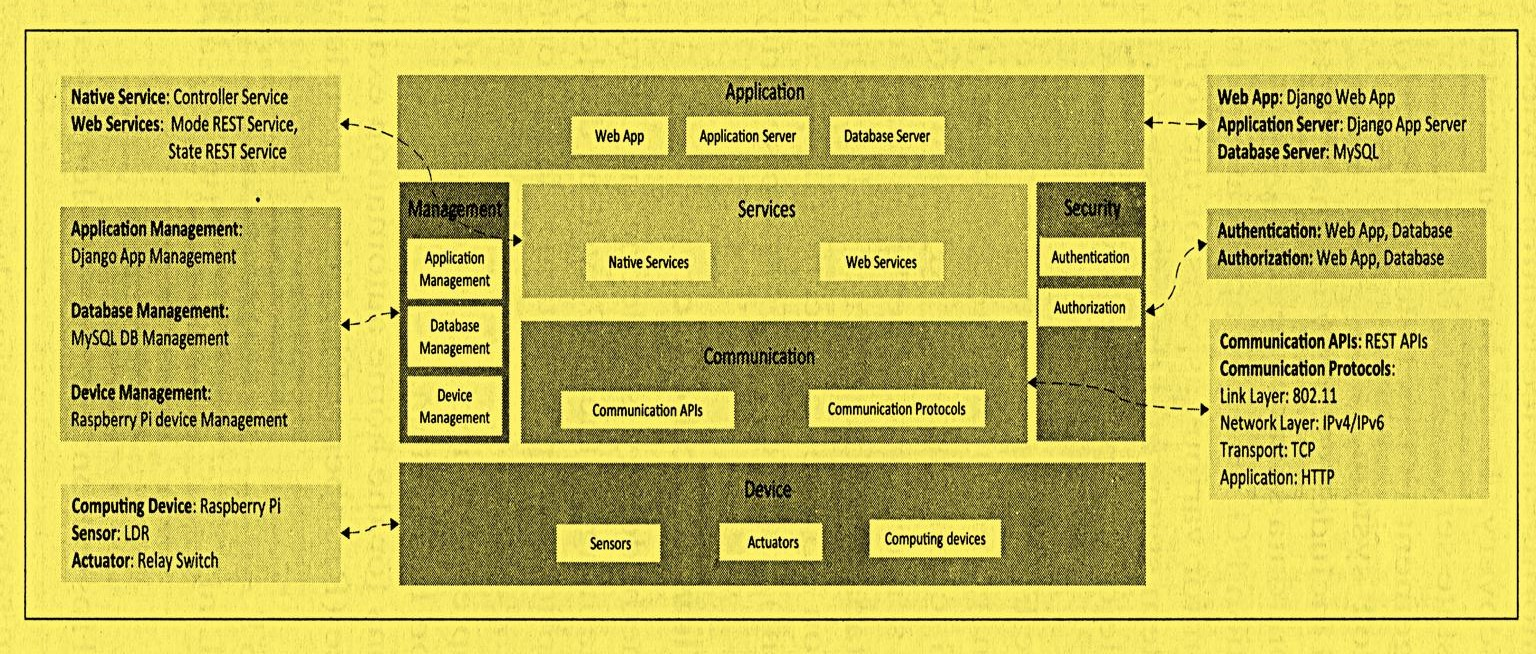 Native Service: Controller Service
Web Services: Mode REST Service,
State REST Service
Application Management:
Django App Management
Database Management:
MySQL DB Management
Device Management:
Raspberry Pi device Management
Computing Device: Raspberry Pi
Sensor: LDR
Actuator: Relay Switch
Application
Web App
Application Server
Database Server
Management
Application
Management
Database
Management
Device
Management
Services
Native Services
Web Services
Communication
Communication APIs
Communication Protocols
Security
Authentication
Authorization
Device
Sensors
Actuators
Computing devices
Web App: Django Web App
Application Server: Django App Server
Database Server: MySQL
Authentication: Web App, Database
Authorization: Web App, Database
Communication APIs: REST APIs
Communication Protocols:
Link Layer: 802.11
Network Layer: IPv4/IPv6
Transport: TCP
Application: HTTP